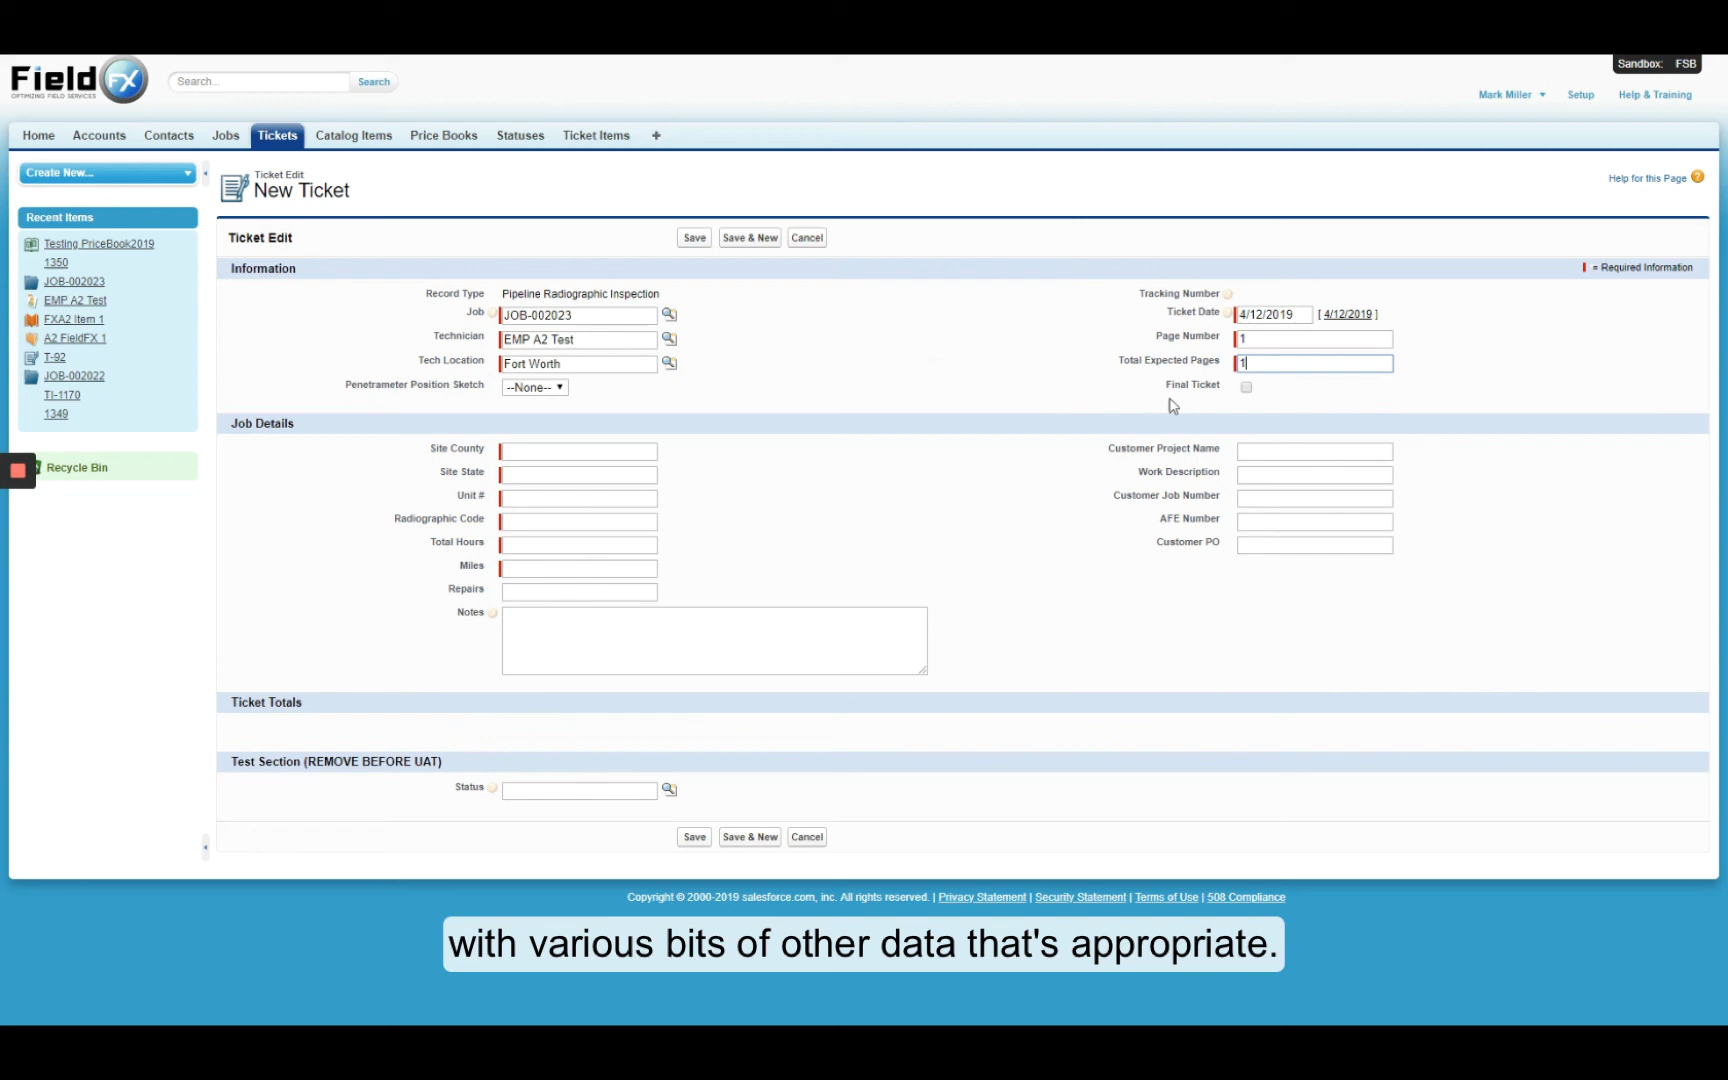 Field FX
OPTIMIZING FIELD SERVICES
Search...
Search
Sandbox: FSB
Mark Miller
Setup
Help & Training
Home
Accounts
Contacts
Jobs
Tickets
Catalog Items
Price Books
Statuses
Ticket Items
+
Create New...
Recent Items
Testing PriceBook2019
1350
JOB-002023
EMP A2 Test
FXA2 Item 1
A2 FieldFX 1
T-92
JOB-002022
TI-1170
1349
Recycle Bin
Ticket Edit
New Ticket
Help for this Page ?
Ticket Edit
Save
Save & New
Cancel
Information
= Required Information
Record Type Pipeline Radiographic Inspection
Job JOB-002023
Technician EMP A2 Test
Tech Location Fort Worth
Penetrameter Position Sketch --None--
Tracking Number
Ticket Date 4/12/2019 [ 4/12/2019 ]
Page Number 1
Total Expected Pages 1
Final Ticket
Job Details
Site County
Site State
Unit #
Radiographic Code
Total Hours
Miles
Repairs
Notes
Customer Project Name
Work Description
Customer Job Number
AFE Number
Customer PO
Ticket Totals
Test Section (REMOVE BEFORE UAT)
Status
Save
Save & New
Cancel
Copyright © 2000-2019 salesforce.com, inc. All rights reserved. | Privacy Statement | Security Statement | Terms of Use | 508 Compliance
with various bits of other data that's appropriate.